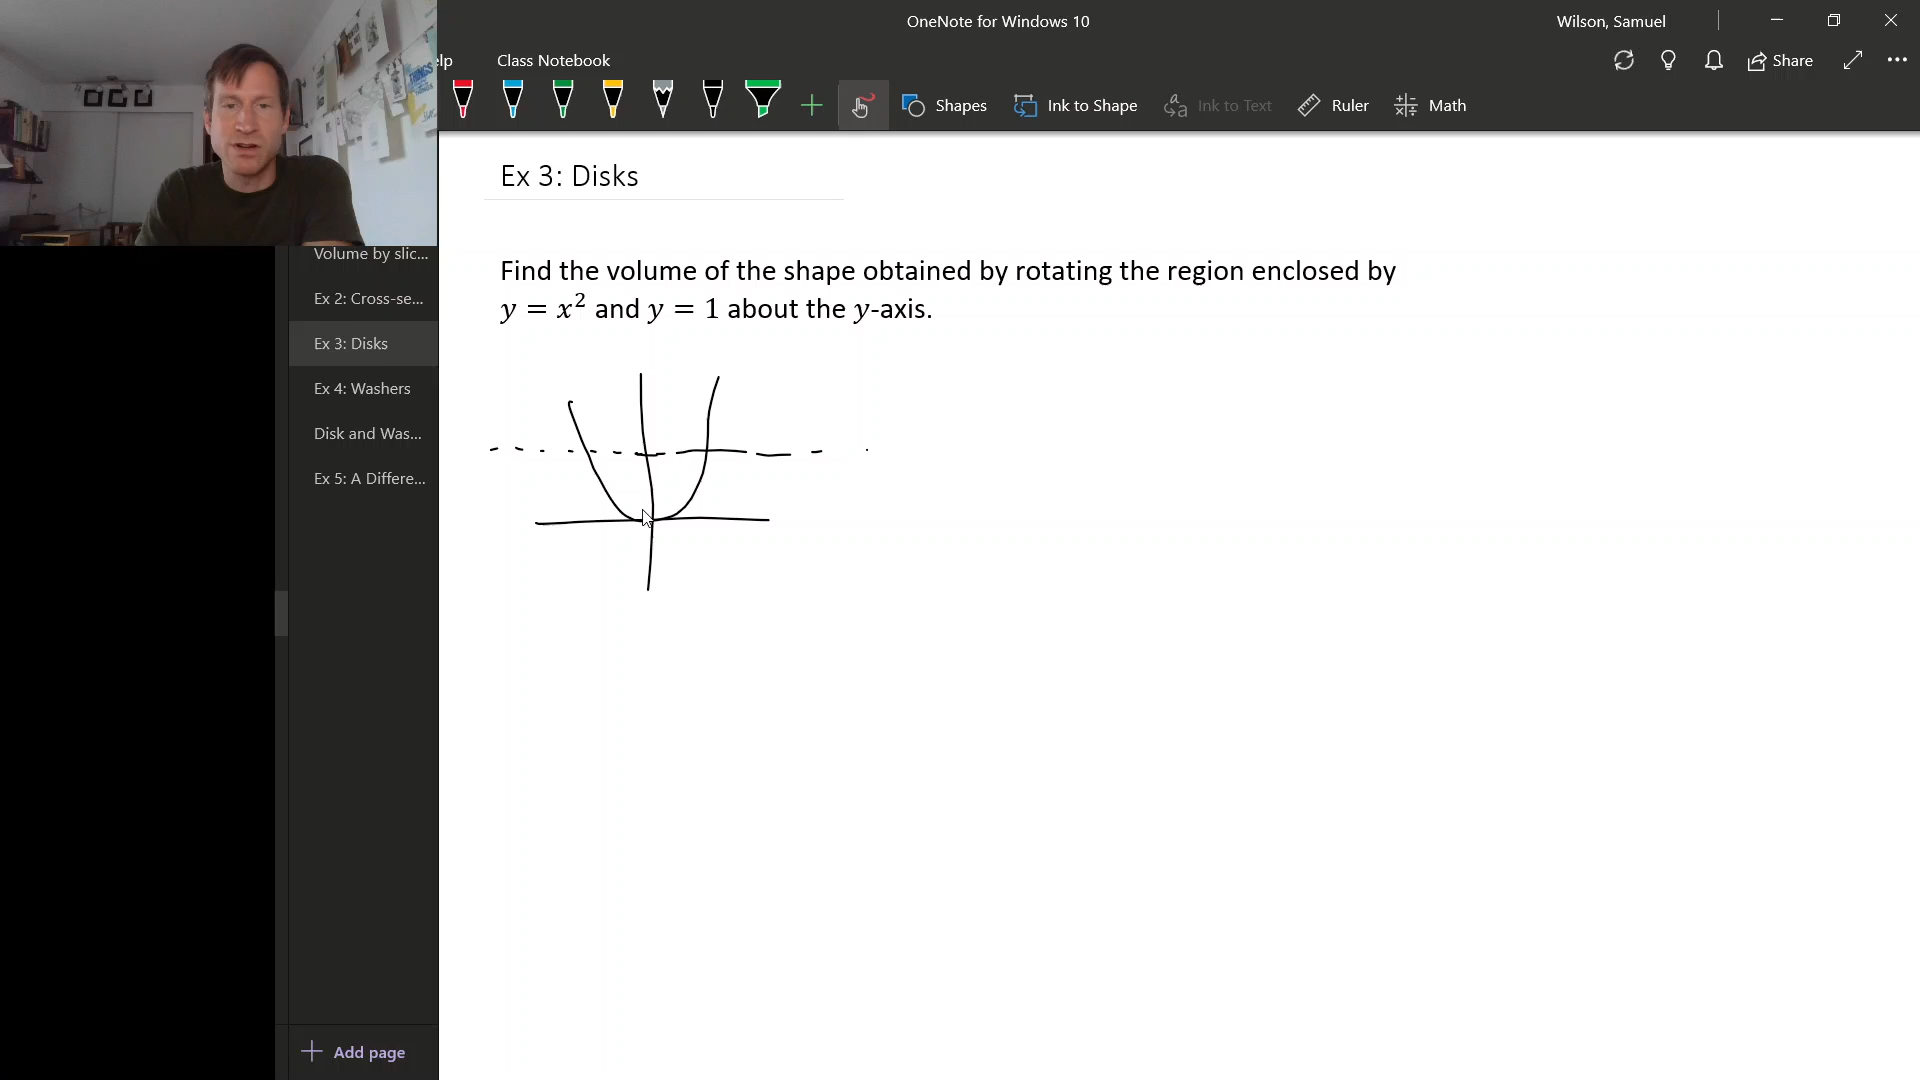 OneNote for Windows 10
Wilson, Samuel
elp
Class Notebook
Share
Shapes
Ink to Shape
Ink to Text
Ruler
Math
Ex 3: Disks
Find the volume of the shape obtained by rotating the region enclosed by
y = x² and y = 1 about the y-axis.
Volume by slic...
Ex 2: Cross-se...
Ex 3: Disks
Ex 4: Washers
Disk and Was...
Ex 5: A Differe...
Add page